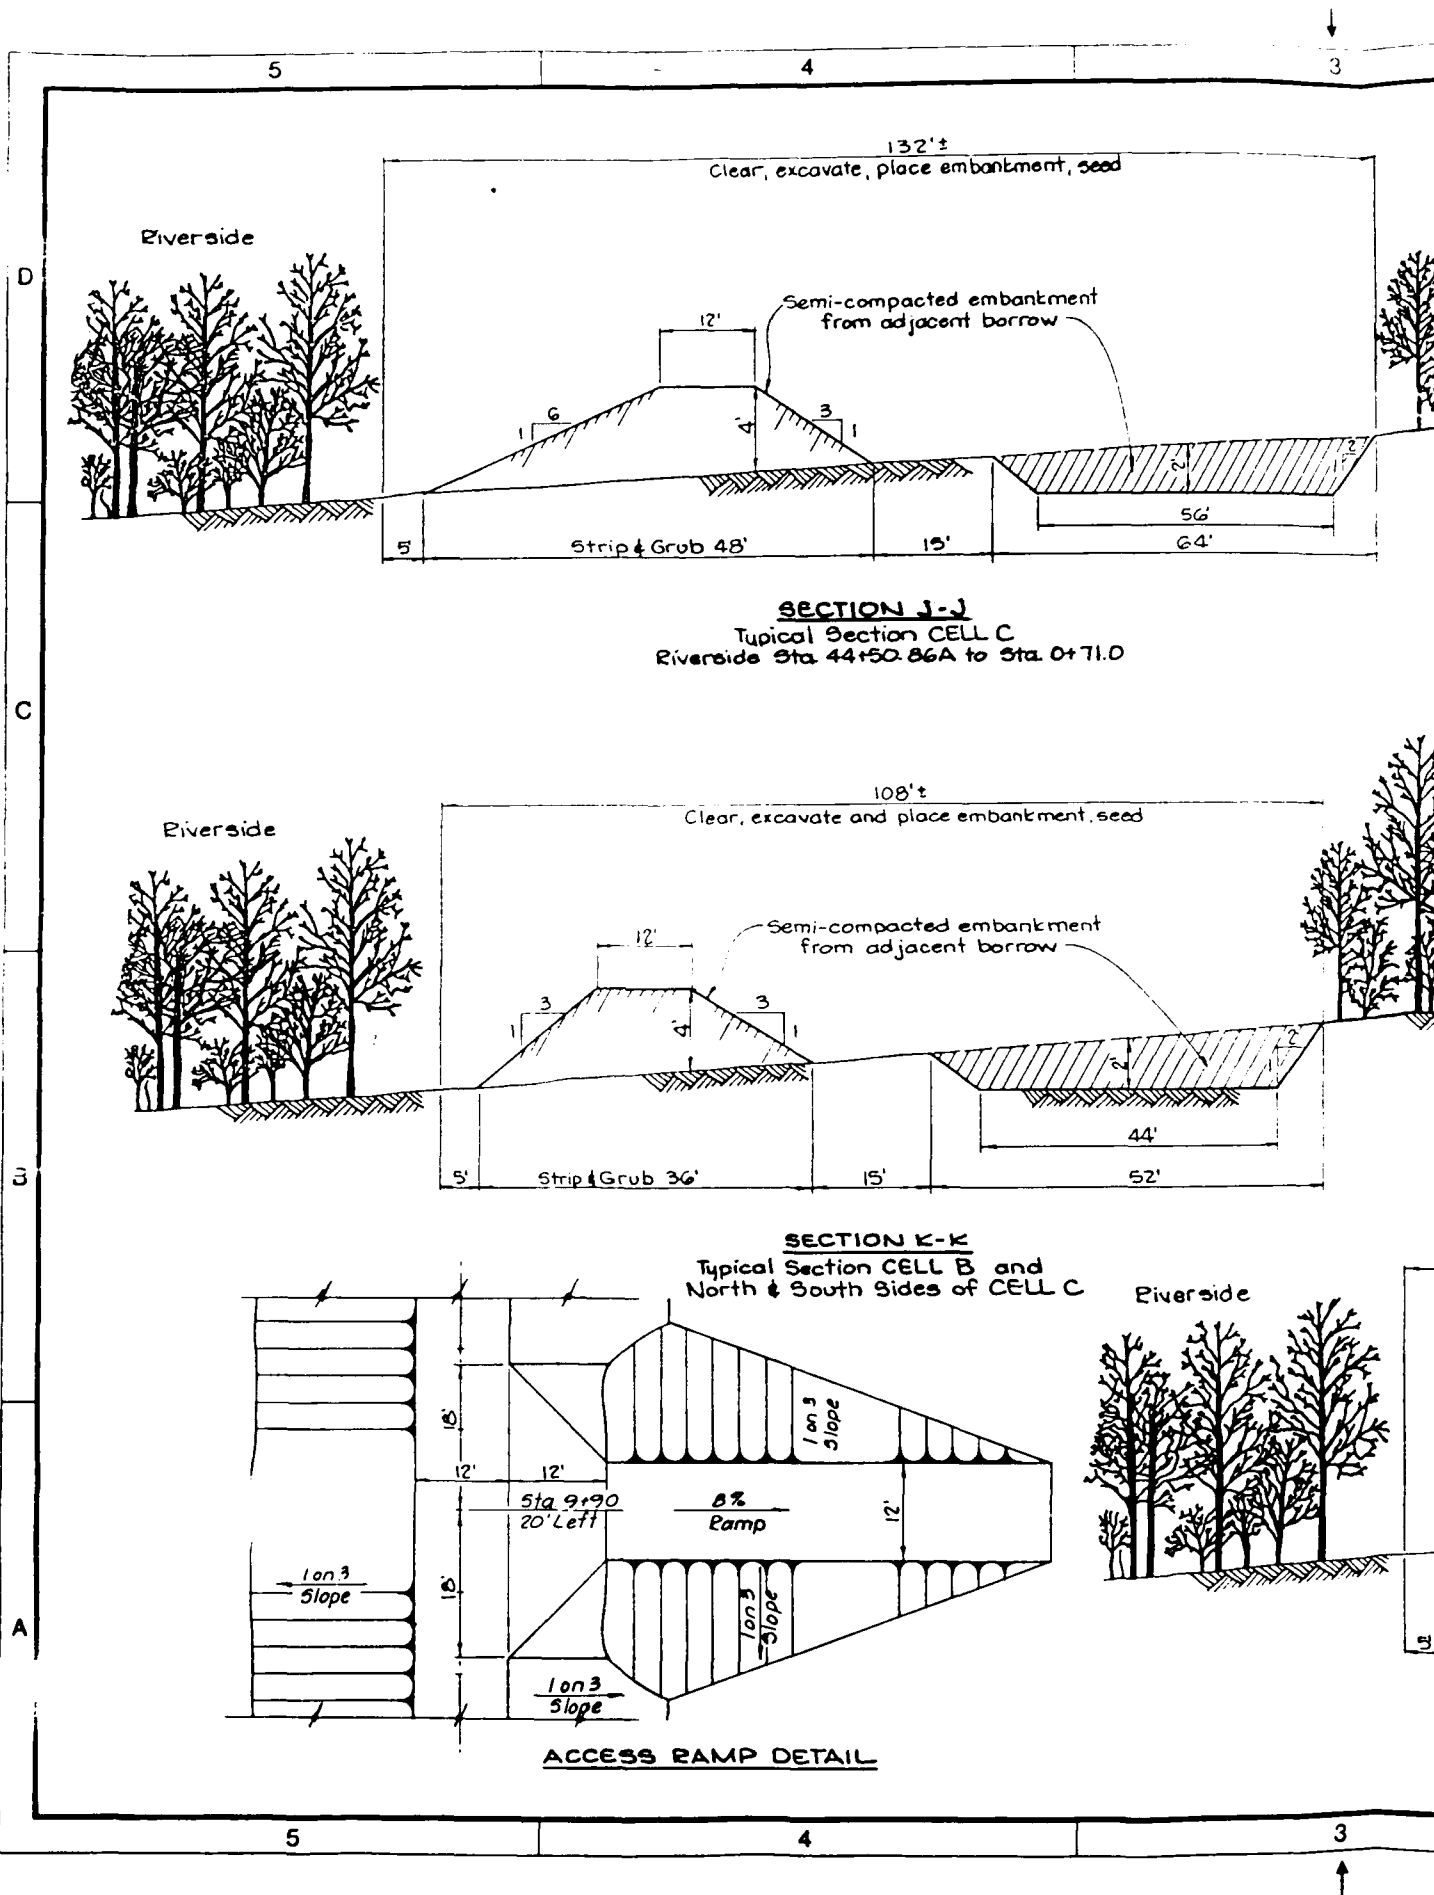 5 4 3
132'±
Clear, excavate, place embankment, seed
Riverside
D
Semi-compacted embankment
from adjacent borrow
12'
6
1
4'
3
1
2'
2
56'
5'
Strip & Grub 48'
15'
64'
SECTION J-J
Typical Section CELL C
Riverside Sta. 44+50.86A to Sta. 0+71.0
C
108'±
Clear, excavate and place embankment, seed
Riverside
Semi-compacted embankment
from adjacent borrow
12'
3
1
4'
3
1
2'
2
44'
5'
Strip & Grub 36'
15'
52'
SECTION K-K
Typical Section CELL B and
North & South Sides of CELL C
Riverside
18'
1 on 3
Slope
12'
12'
Sta 9+90
20' Left
8%
Ramp
12'
1 on 3
Slope
18'
1 on 3
Slope
A
1 on 3
Slope
ACCESS RAMP DETAIL
5 4 3